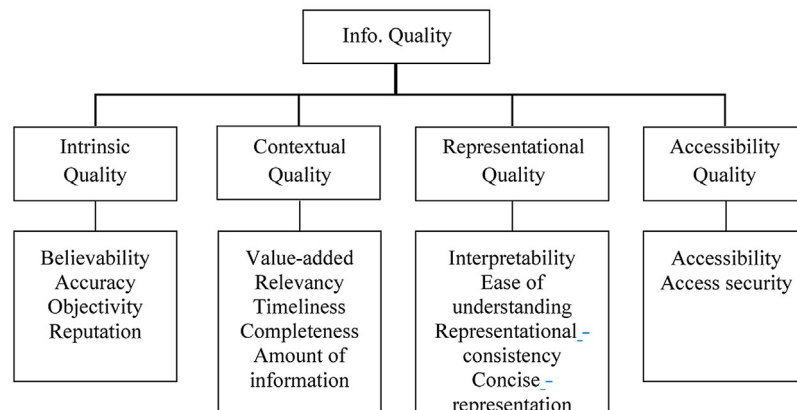 Info. Quality
Intrinsic
Quality
Contextual
Quality
Representational
Quality
Accessibility
Quality
Believability
Accuracy
Objectivity
Reputation
Value-added
Relevancy
Timeliness
Completeness
Amount of
information
Interpretability
Ease of
understanding
Representational -
consistency
Concise -
representation
Accessibility
Access security